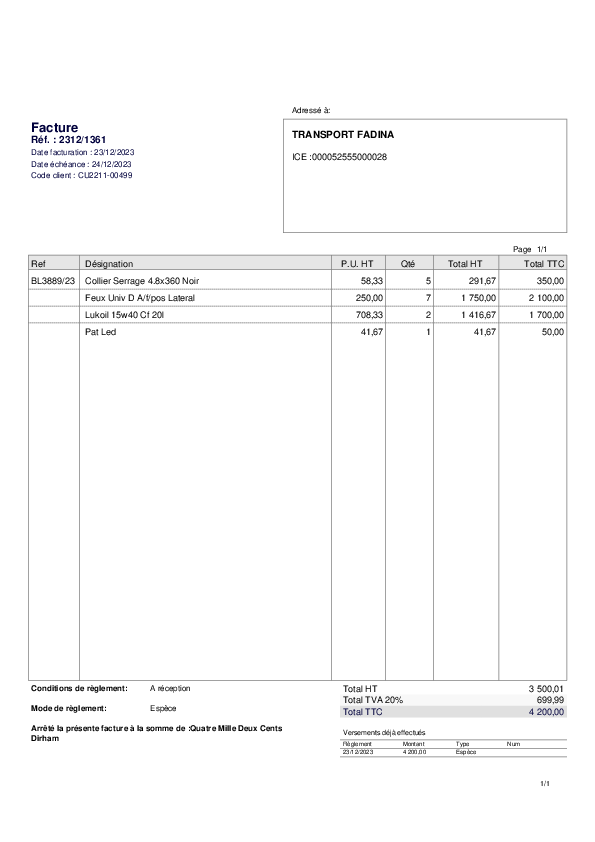 Adressé à:
Facture
Réf. : 2312/1361
Date facturation : 23/12/2023
Date échéance : 24/12/2023
Code client : CU2211-00499
TRANSPORT FADINA
ICE :000052555000028
Page 1/1
Ref Désignation P.U. HT Qté Total HT Total TTC
BL3889/23 Collier Serrage 4.8x360 Noir 58,33 5 291,67 350,00
Feux Univ D A/f/pos Lateral 250,00 7 1 750,00 2 100,00
Lukoil 15w40 Cf 20l 708,33 2 1 416,67 1 700,00
Pat Led 41,67 1 41,67 50,00
Conditions de règlement: A réception
Mode de règlement: Espèce
Arrêté la présente facture à la somme de :Quatre Mille Deux Cents
Dirham
Total HT 3 500,01
Total TVA 20% 699,99
Total TTC 4 200,00
Versements déjà effectués
Règlement Montant Type Num
23/12/2023 4 200,00 Espèce
1/1